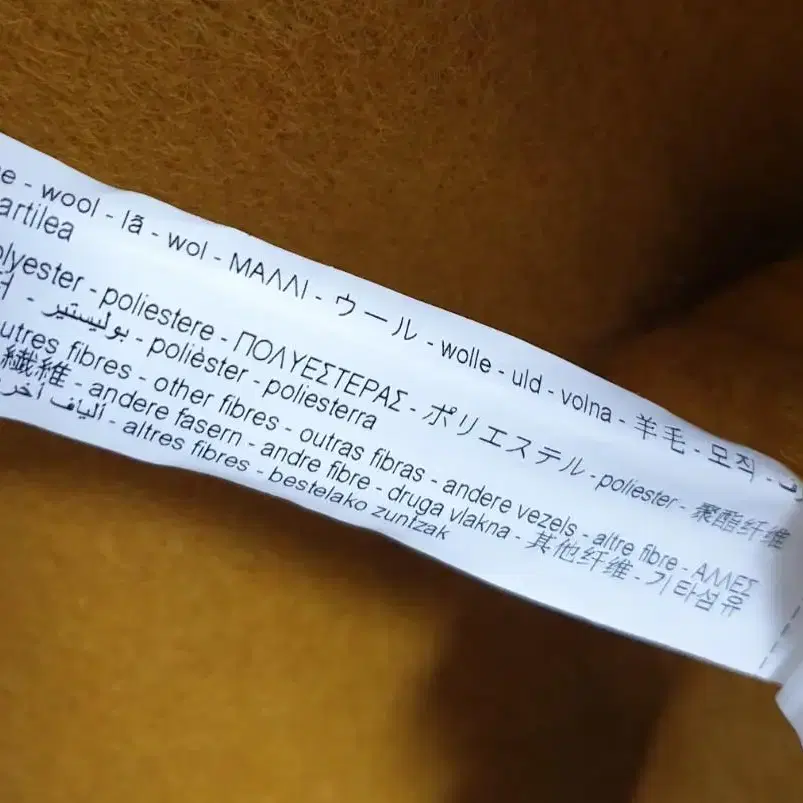 wool - lã - wol - ΜΑΛΛΙ - ウール - wolle - uld - volna - 羊毛 - 모직 -
artilea
polyester - poliestere - ΠΟΛΥΕΣΤΕΡΑΣ - ポリエステル - poliester - 聚酯纤维
بوليستير - polièster - poliesterra
utres fibres - other fibres - outras fibras - andere vezels - altre fibre - ΑΛΛΕΣ
繊維 - andere fasern - andre fibre - druga vlakna - 其他纤维 - 기타섬유
ألياف أخر - altres fibres - bestelako zuntzak